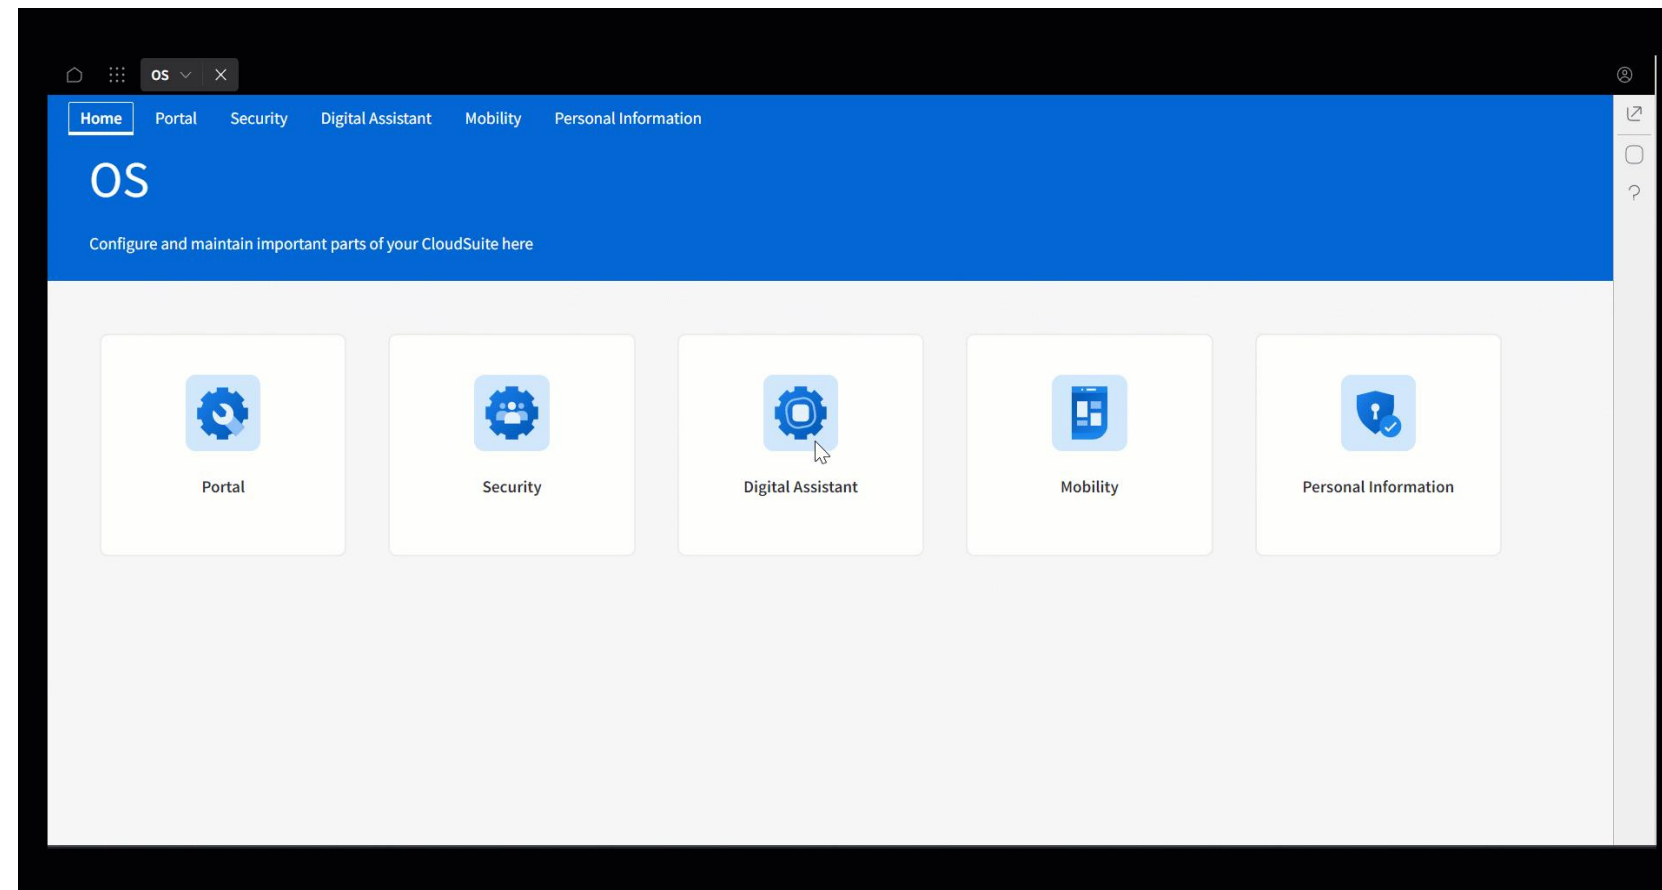 OS
Home Portal Security Digital Assistant Mobility Personal Information
OS
Configure and maintain important parts of your CloudSuite here
Portal Security Digital Assistant Mobility Personal Information